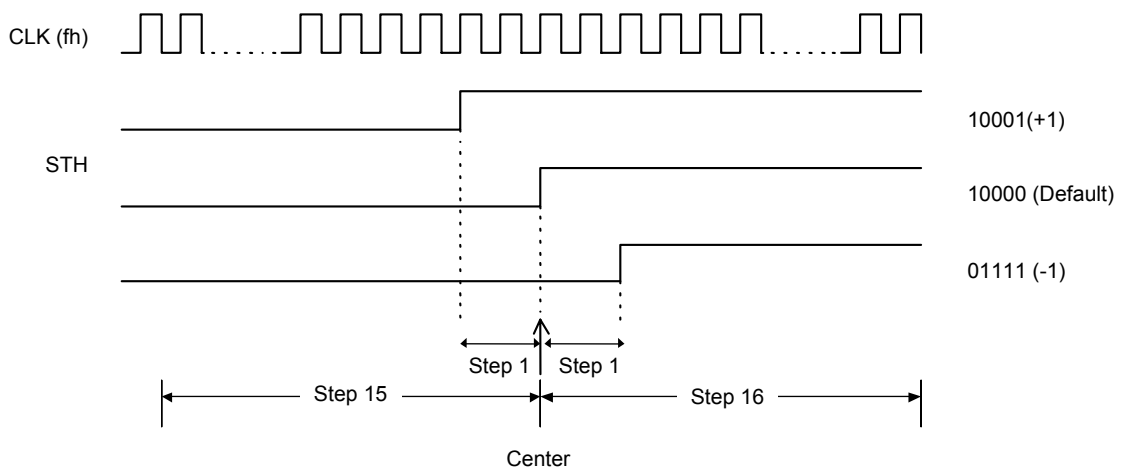 CLK (fh)
10001(+1)
STH
10000 (Default)
01111 (-1)
Step 1 Step 1
Step 15 Step 16
Center